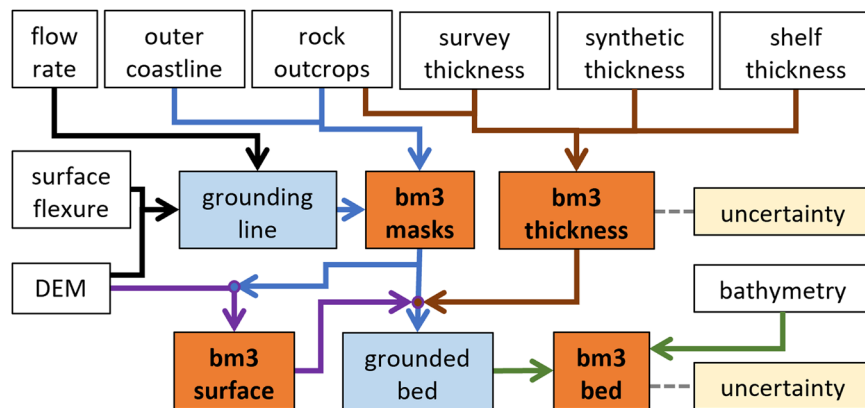 flow
rate
outer
coastline
rock
outcrops
survey
thickness
synthetic
thickness
shelf
thickness
surface
flexure
grounding
line
bm3
masks
bm3
thickness
uncertainty
DEM
bathymetry
bm3
surface
grounded
bed
bm3
bed
uncertainty